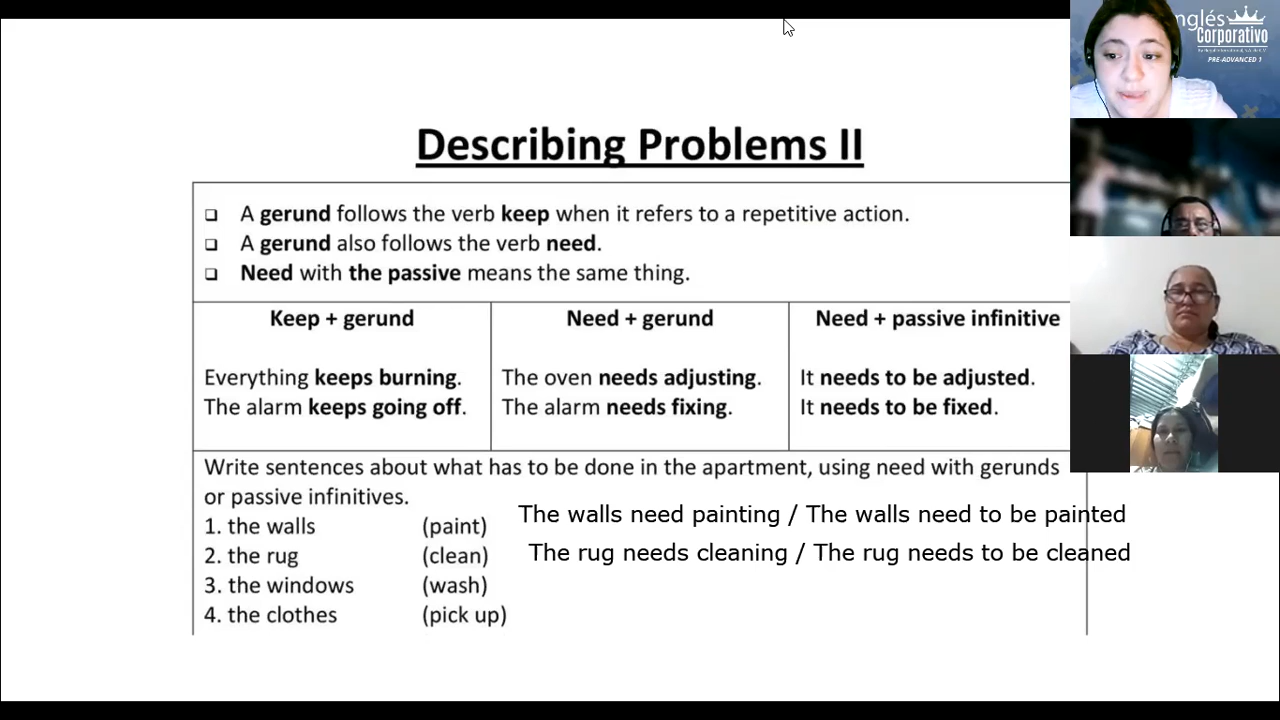 nglés
Corporativo
PRE-ADVANCED 1
Describing Problems II
❑ A gerund follows the verb keep when it refers to a repetitive action.
❑ A gerund also follows the verb need.
❑ Need with the passive means the same thing.
Keep + gerund
Everything keeps burning.
The alarm keeps going off.
Need + gerund
The oven needs adjusting.
The alarm needs fixing.
Need + passive infinitive
It needs to be adjusted.
It needs to be fixed.
Write sentences about what has to be done in the apartment, using need with gerunds
or passive infinitives.
1. the walls (paint) The walls need painting / The walls need to be painted
2. the rug (clean) The rug needs cleaning / The rug needs to be cleaned
3. the windows (wash)
4. the clothes (pick up)